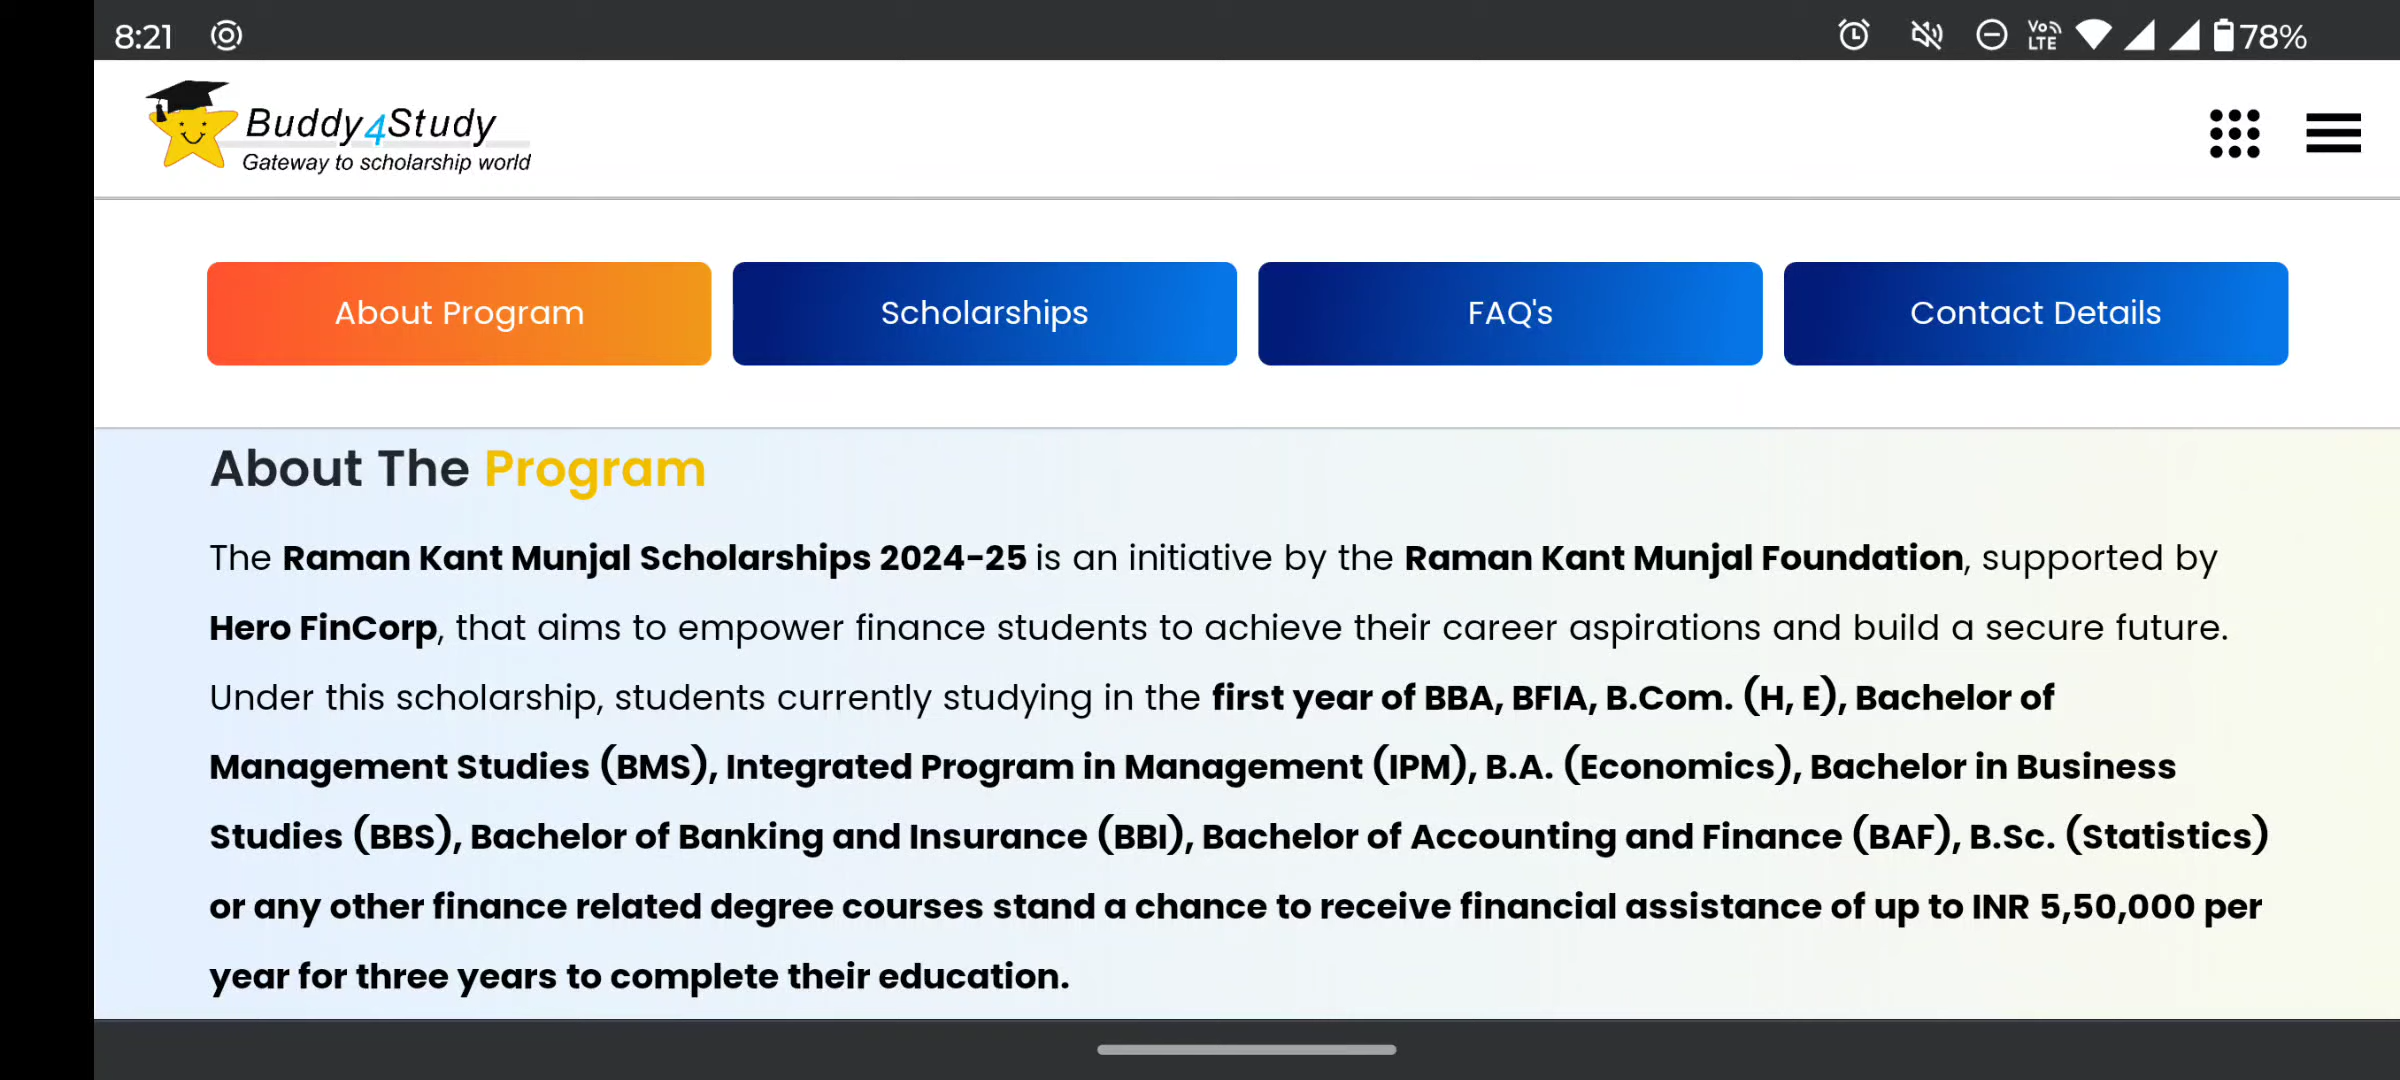 8:21
Vo LTE
78%
Buddy4Study
Gateway to scholarship world
About Program
Scholarships
FAQ's
Contact Details
About The Program
The Raman Kant Munjal Scholarships 2024-25 is an initiative by the Raman Kant Munjal Foundation, supported by
Hero FinCorp, that aims to empower finance students to achieve their career aspirations and build a secure future.
Under this scholarship, students currently studying in the first year of BBA, BFIA, B.Com. (H, E), Bachelor of
Management Studies (BMS), Integrated Program in Management (IPM), B.A. (Economics), Bachelor in Business
Studies (BBS), Bachelor of Banking and Insurance (BBI), Bachelor of Accounting and Finance (BAF), B.Sc. (Statistics)
or any other finance related degree courses stand a chance to receive financial assistance of up to INR 5,50,000 per
year for three years to complete their education.